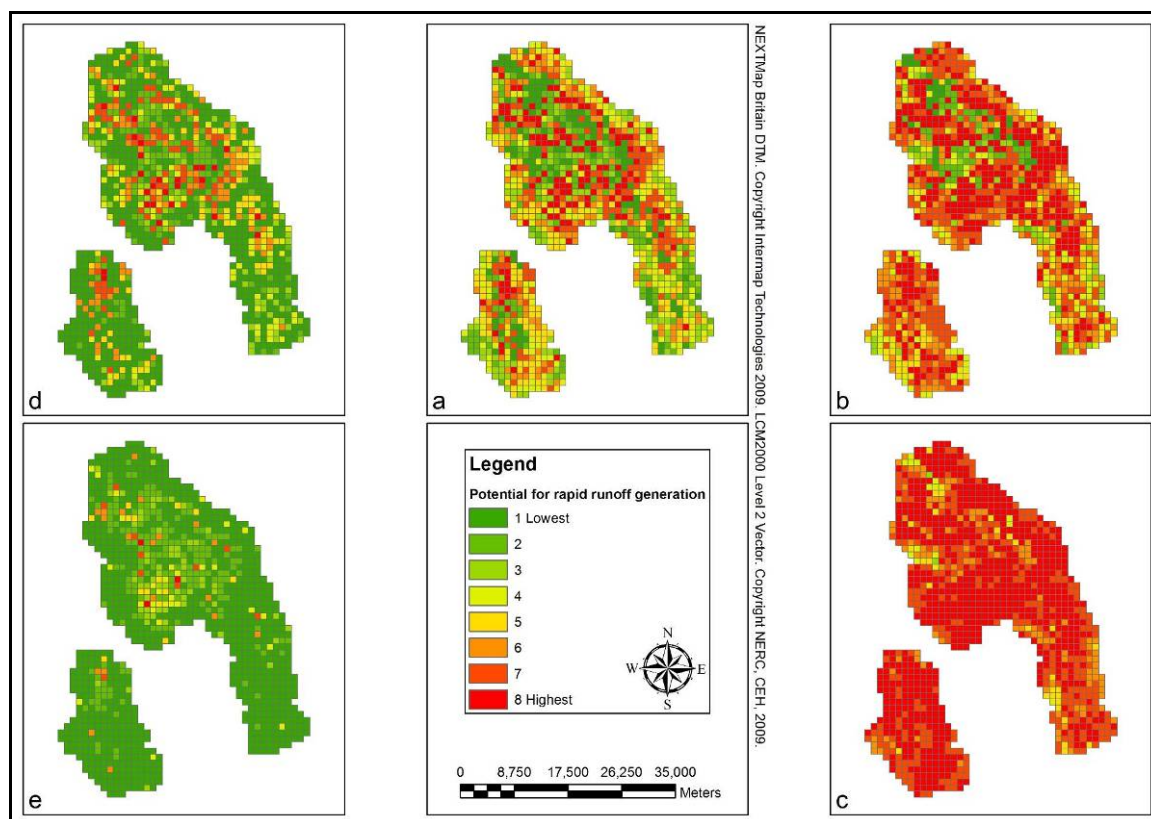 d
a
b
NEXTMap Britain DTM. Copyright Intermap Technologies 2009. LCM2000 Level 2 Vector. Copyright NERC, CEH, 2009.
e
Legend
Potential for rapid runoff generation
1 Lowest
2
3
4
5
6
7
8 Highest
N
W E
S
0 8,750 17,500 26,250 35,000
Meters
c